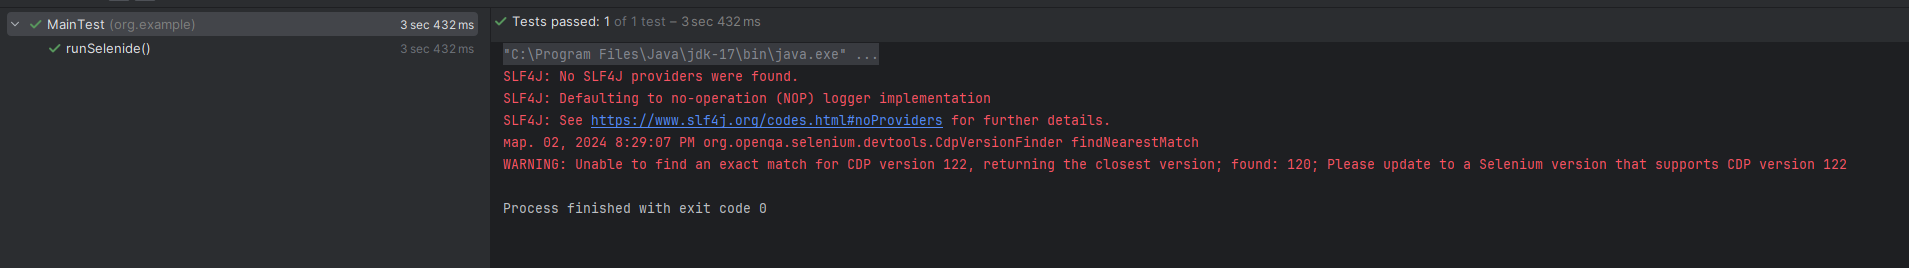 MainTest (org.example) 3 sec 432 ms
runSelenide() 3 sec 432 ms
Tests passed: 1 of 1 test – 3 sec 432 ms
"C:\Program Files\Java\jdk-17\bin\java.exe" ...
SLF4J: No SLF4J providers were found.
SLF4J: Defaulting to no-operation (NOP) logger implementation
SLF4J: See https://www.slf4j.org/codes.html#noProviders for further details.
мар. 02, 2024 8:29:07 PM org.openqa.selenium.devtools.CdpVersionFinder findNearestMatch
WARNING: Unable to find an exact match for CDP version 122, returning the closest version; found: 120; Please update to a Selenium version that supports CDP version 122
Process finished with exit code 0